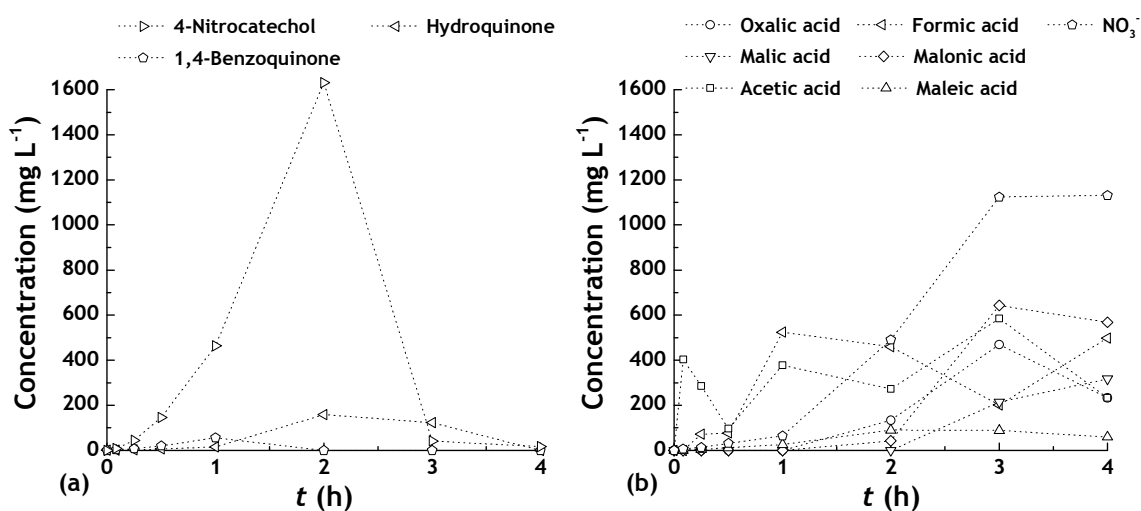 4-Nitrocatechol Hydroquinone
1,4-Benzoquinone
1600
1400
1200
1000
800
600
400
200
0
Concentration (mg L⁻¹)
0 1 2 3 4
(a)
t (h)
Oxalic acid Formic acid NO₃⁻
Malic acid Malonic acid
Acetic acid Maleic acid
1600
1400
1200
1000
800
600
400
200
0
Concentration (mg L⁻¹)
0 1 2 3 4
(b)
t (h)